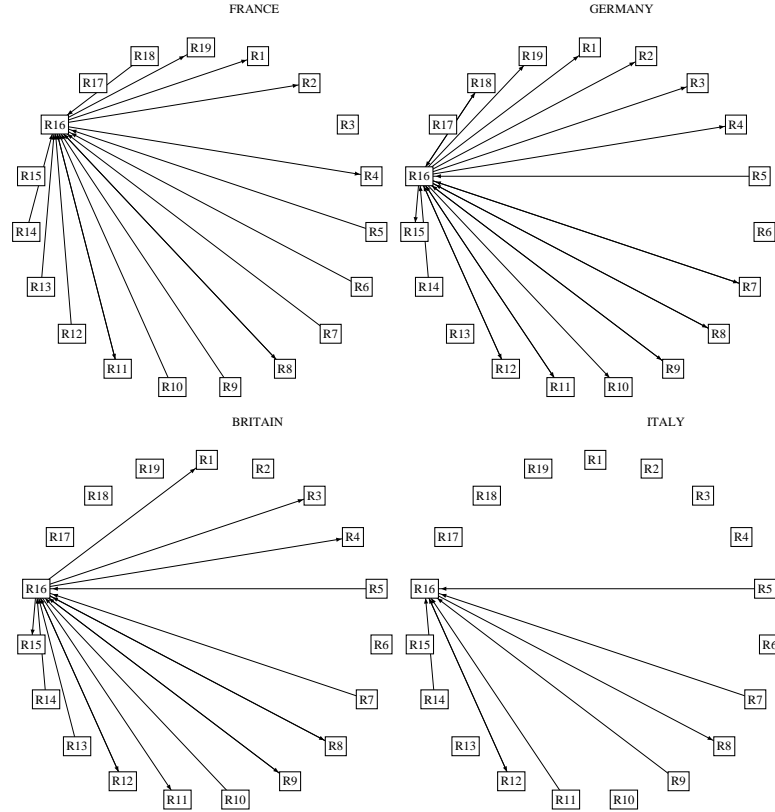 FRANCE
R18
R19
R1
R2
R17
R16
R3
R15
R4
R14
R5
R13
R6
R12
R7
R11
R10
R9
R8
GERMANY
R19
R1
R2
R18
R3
R17
R4
R16
R5
R15
R6
R14
R7
R13
R8
R12
R11
R10
R9
BRITAIN
R19
R1
R2
R18
R3
R17
R4
R16
R5
R15
R6
R14
R7
R13
R8
R12
R11
R10
R9
ITALY
R19
R1
R2
R18
R3
R17
R4
R16
R5
R15
R6
R14
R7
R13
R8
R12
R11
R10
R9